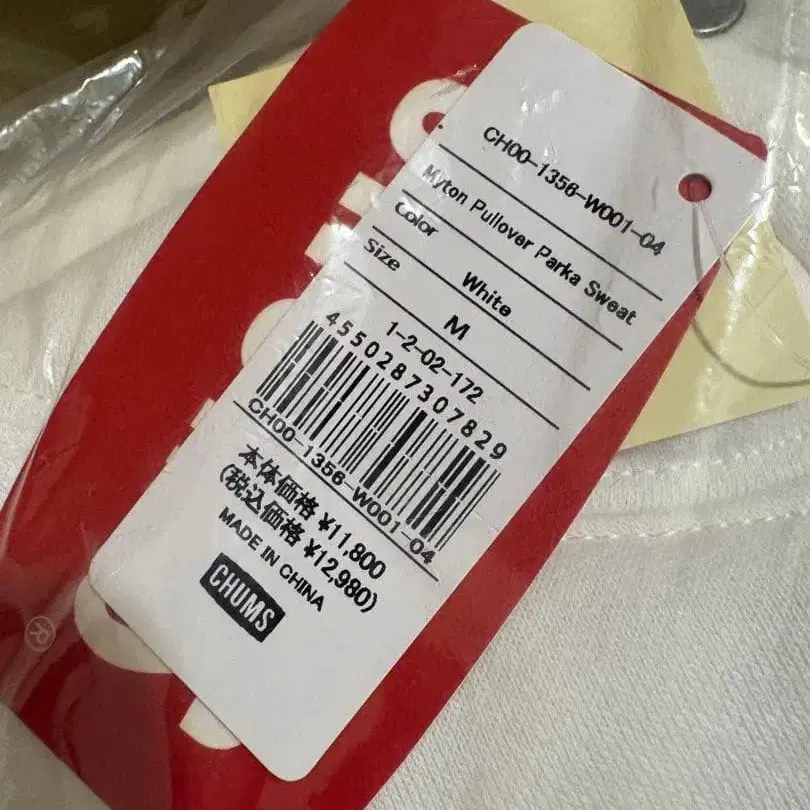 CH00-1356-W001-04
Myton Pullover Parka Sweat
Color White
Size M
1-2-02-172
4550287307829
CH00-1356-W001-04
本体価格 ¥11,800
(税込価格 ¥12,980)
MADE IN CHINA
CHUMS
®